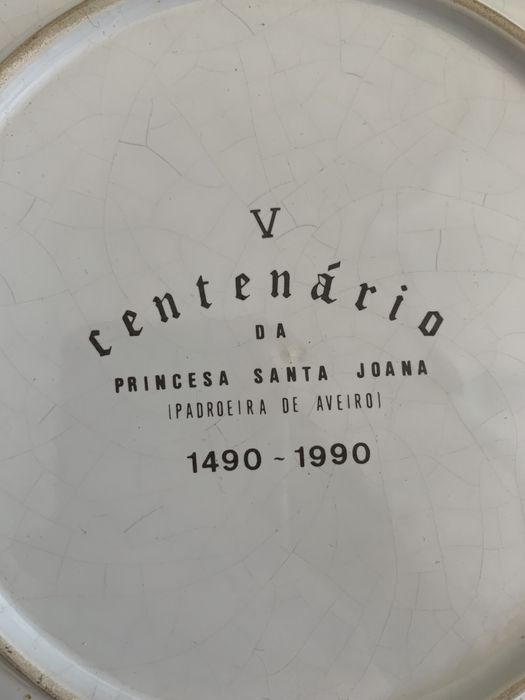 V
Centenário
DA
PRINCESA SANTA JOANA
(PADROEIRA DE AVEIRO)
1490 ~ 1990